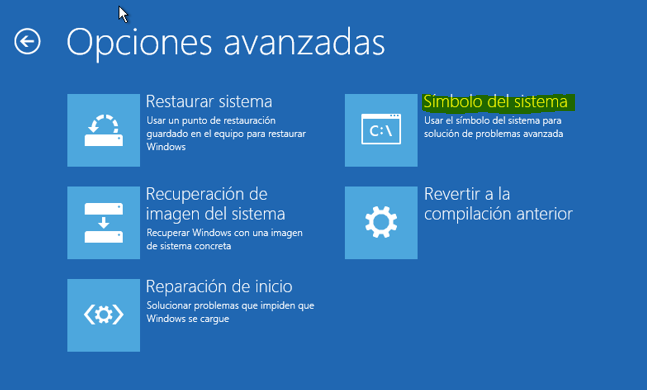 Opciones avanzadas
Restaurar sistema
Usar un punto de restauración
guardado en el equipo para restaurar
Windows
Recuperación de
imagen del sistema
Recuperar Windows con una imagen
de sistema concreta
Reparación de inicio
Solucionar problemas que impiden que
Windows se cargue
C:\
Símbolo del sistema
Usar el símbolo del sistema para
solución de problemas avanzada
Revertir a la
compilación anterior